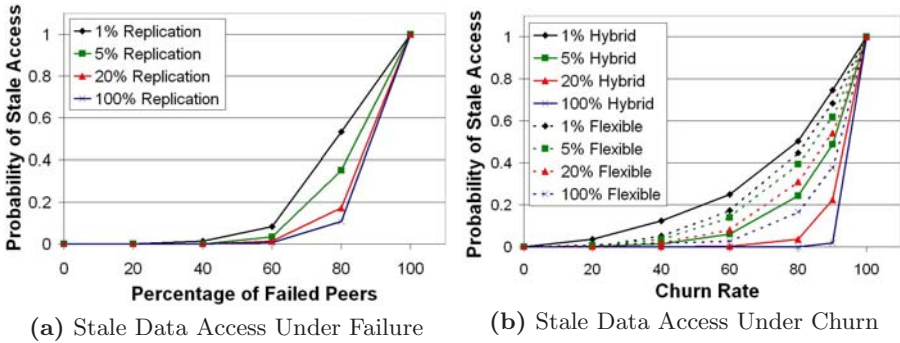 Probability of Stale Access
1
0.8
0.6
0.4
0.2
0
1% Replication
5% Replication
20% Replication
100% Replication
0 20 40 60 80 100
Percentage of Failed Peers
(a) Stale Data Access Under Failure
Probability of Stale Access
1
0.8
0.6
0.4
0.2
0
1% Hybrid
5% Hybrid
20% Hybrid
100% Hybrid
1% Flexible
5% Flexible
20% Flexible
100% Flexible
0 20 40 60 80 100
Churn Rate
(b) Stale Data Access Under Churn